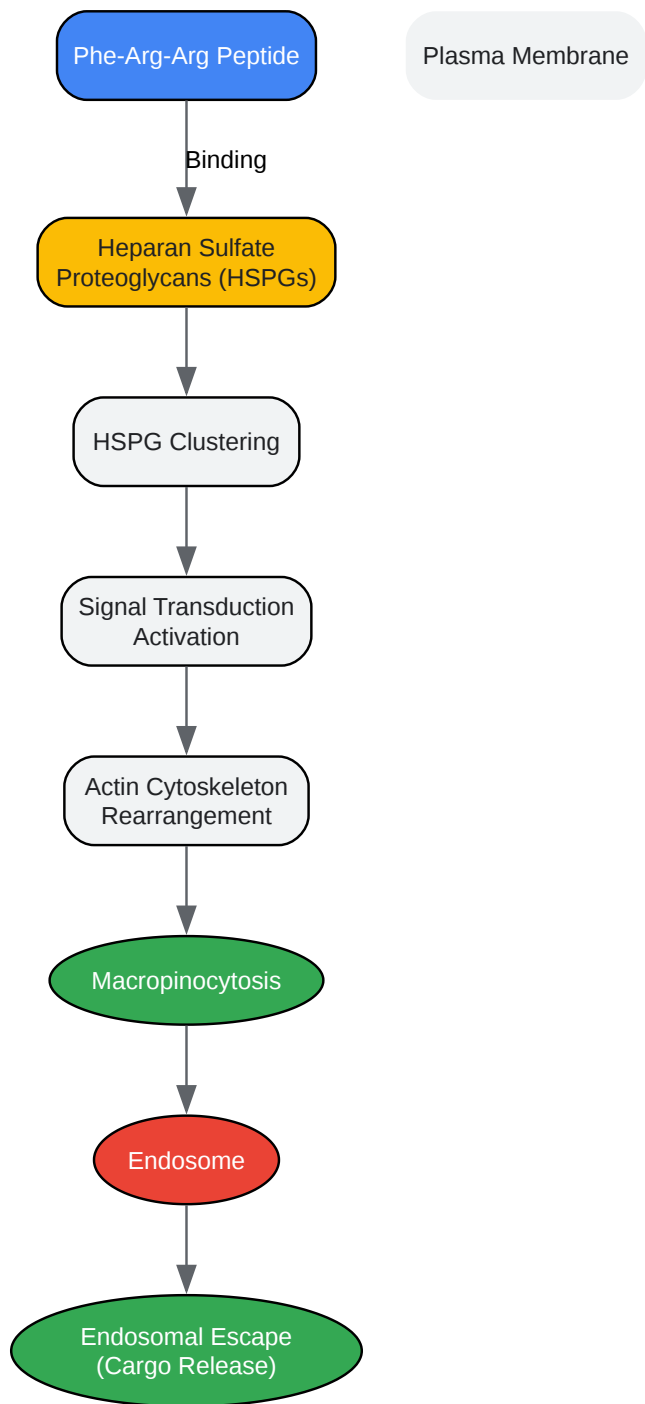 Phe-Arg-Arg Peptide
Plasma Membrane
Binding
Heparan Sulfate
Proteoglycans (HSPGs)
HSPG Clustering
Signal Transduction
Activation
Actin Cytoskeleton
Rearrangement
Macropinocytosis
Endosome
Endosomal Escape
(Cargo Release)